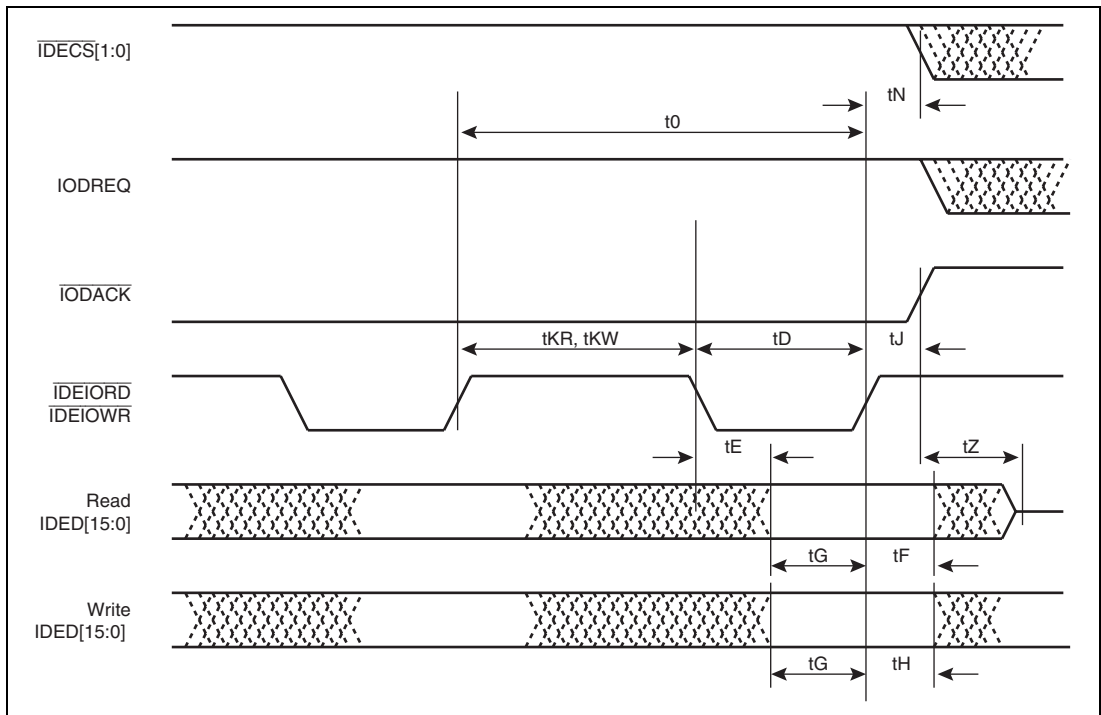 IDECS[1:0]
tN
t0
IODREQ
IODACK
tKR, tKW
tD
tJ
IDEIORD
IDEIOWR
tE
tZ
Read
IDED[15:0]
tG
tF
Write
IDED[15:0]
tG
tH